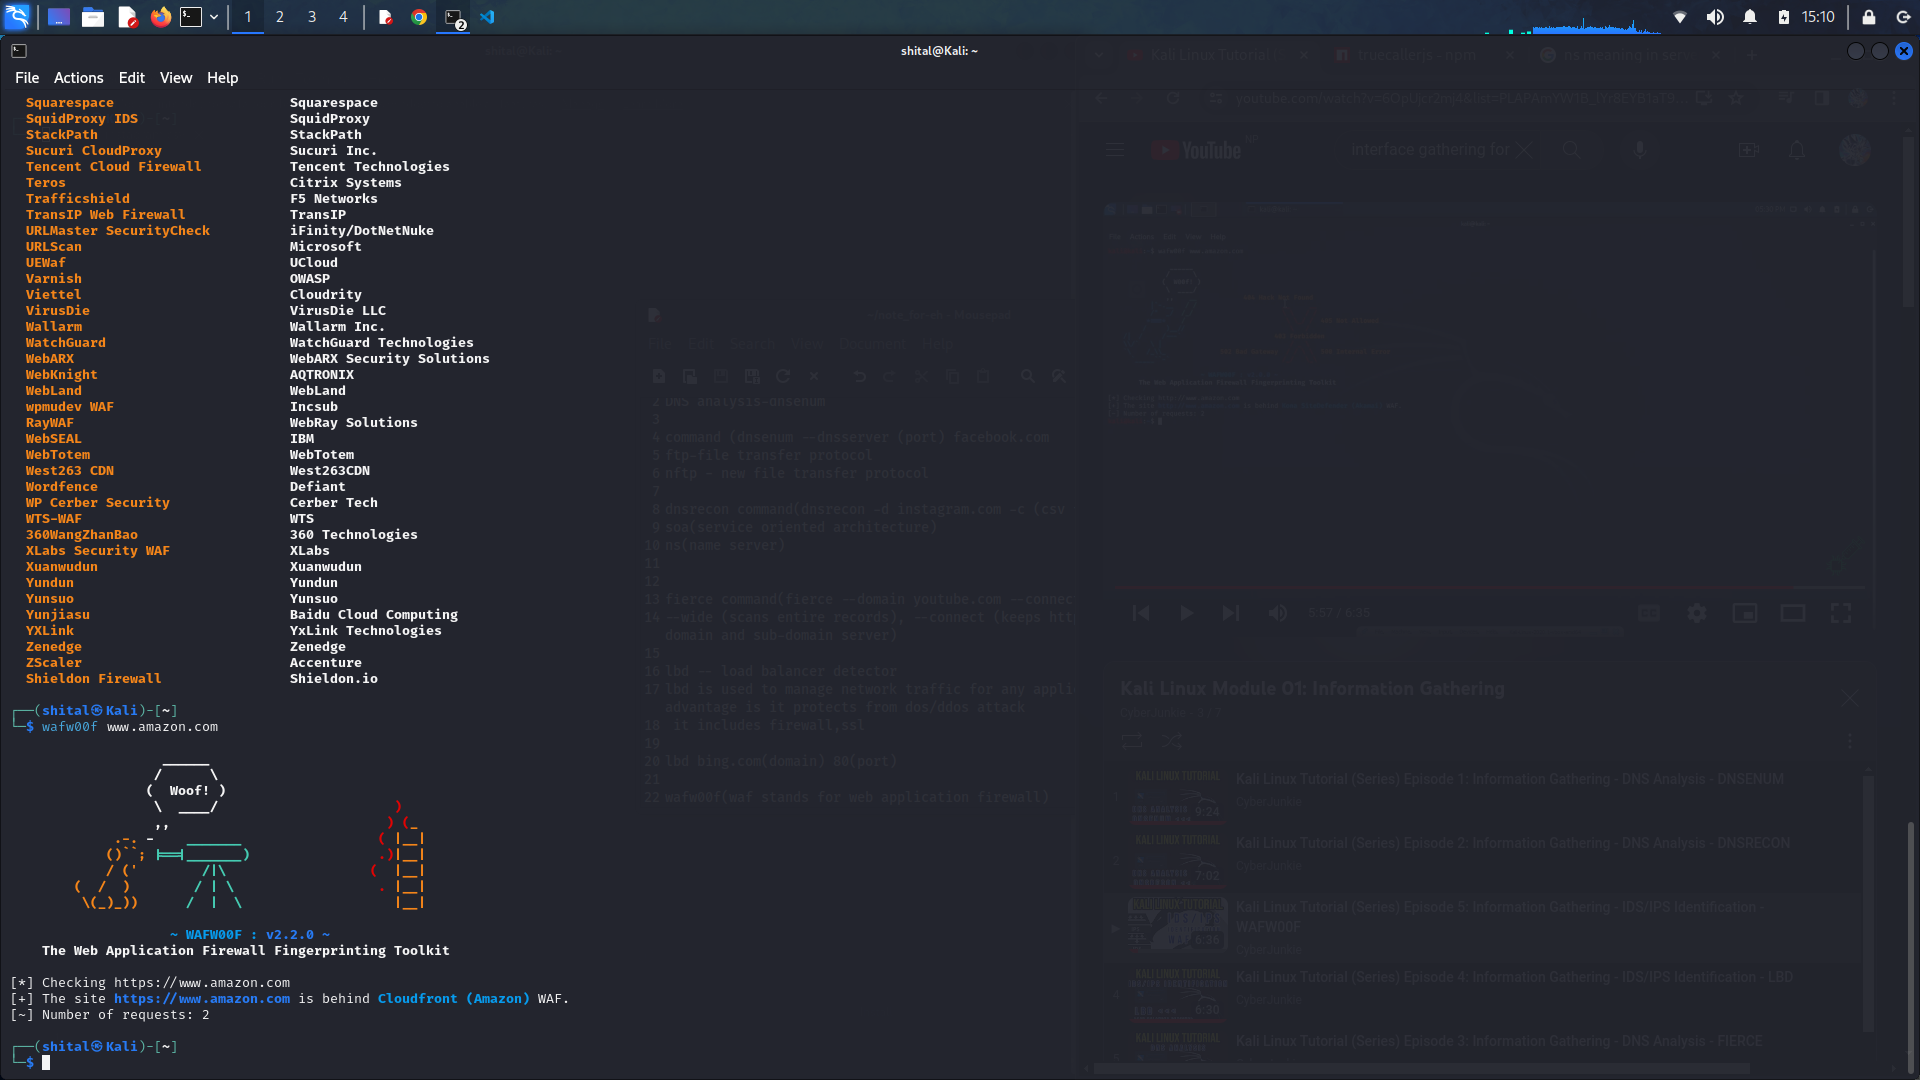 1 2 3 4 2 15:10
shital@Kali: ~
File Actions Edit View Help
Squarespace Squarespace
SquidProxy IDS SquidProxy
StackPath StackPath
Sucuri CloudProxy Sucuri Inc.
Tencent Cloud Firewall Tencent Technologies
Teros Citrix Systems
Trafficshield F5 Networks
TransIP Web Firewall TransIP
URLMaster SecurityCheck iFinity/DotNetNuke
URLScan Microsoft
UEWaf UCloud
Varnish OWASP
Viettel Cloudrity
VirusDie VirusDie LLC
Wallarm Wallarm Inc.
WatchGuard WatchGuard Technologies
WebARX WebARX Security Solutions
WebKnight AQTRONIX
WebLand WebLand
wpmudev WAF Incsub
RayWAF WebRay Solutions
WebSEAL IBM
WebTotem WebTotem
West263 CDN West263CDN
Wordfence Defiant
WP Cerber Security Cerber Tech
WTS-WAF WTS
360WangZhanBao 360 Technologies
XLabs Security WAF XLabs
Xuanwudun Xuanwudun
Yundun Yundun
Yunsuo Yunsuo
Yunjiasu Baidu Cloud Computing
YXLink YxLink Technologies
Zenedge Zenedge
ZScaler Accenture
Shieldon Firewall Shieldon.io
(shital㉿Kali)-[~]
$ wafw00f www.amazon.com
( Woof! )
~ WAFW00F : v2.2.0 ~
The Web Application Firewall Fingerprinting Toolkit
[*] Checking https://www.amazon.com
[+] The site https://www.amazon.com is behind Cloudfront (Amazon) WAF.
[~] Number of requests: 2
(shital㉿Kali)-[~]
$
File Edit Search View Document Help
2 DNS analysis-dnsenum
3
4 command (dnsenum --dnsserver (port) facebook.com
5 ftp-file transfer protocol
6 nftp - new file transfer protocol
7
8 dnsrecon command(dnsrecon -d instagram.com -c (csv
9 soa(service oriented architecture)
10 ns(name server)
11
12
13 fierce command(fierce --domain youtube.com --connec
14 --wide (scans entire records), --connect (keeps htt
domain and sub-domain server)
15
16 lbd -- load balancer detector
17 lbd is used to manage network traffic for any appli
advantage is it protects from dos/ddos attack
18 it includes firewall,ssl
19
20 lbd bing.com(domain) 80(port)
21
22 wafw00f(waf stands for web application firewall)
Kali Linux Tutorial truecallerjs - npm ns meaning in serv
YouTube interface gathering for
The Web Application Firewall Fingerprinting Toolkit
5:57 / 6:35
Kali Linux Module 01: Information Gathering
Kali Linux Tutorial (Series) Episode 1: Information Gathering - DNS Analysis - DNSENUM
CyberJunkie
9:24
Kali Linux Tutorial (Series) Episode 2: Information Gathering - DNS Analysis - DNSRECON
CyberJunkie
7:02
Kali Linux Tutorial (Series) Episode 5: Information Gathering - IDS/IPS Identification - WAFW00F
CyberJunkie
6:36
Kali Linux Tutorial (Series) Episode 4: Information Gathering - IDS/IPS Identification - LBD
CyberJunkie
6:30
Kali Linux Tutorial (Series) Episode 3: Information Gathering - DNS Analysis - FIERCE